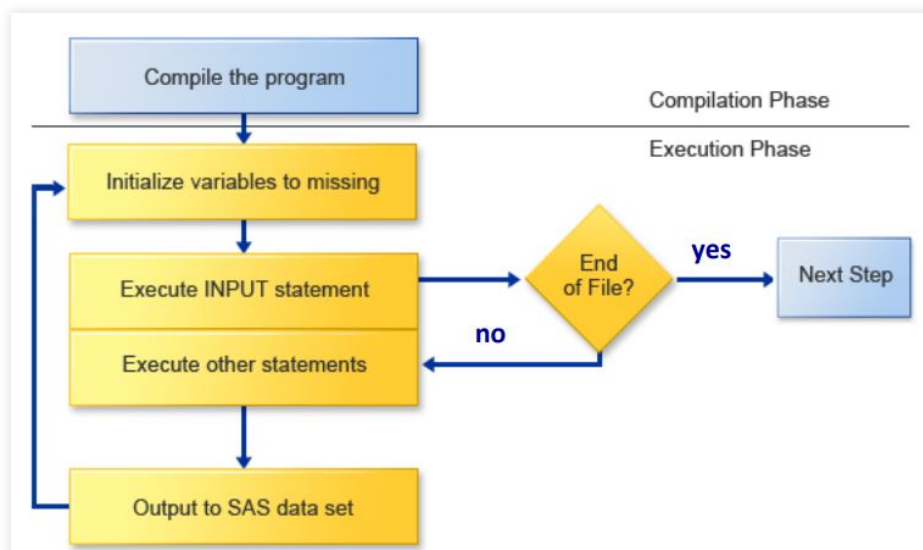 Compile the program
Compilation Phase
Execution Phase
Initialize variables to missing
Execute INPUT statement
End
of File?
yes
Next Step
no
Execute other statements
Output to SAS data set